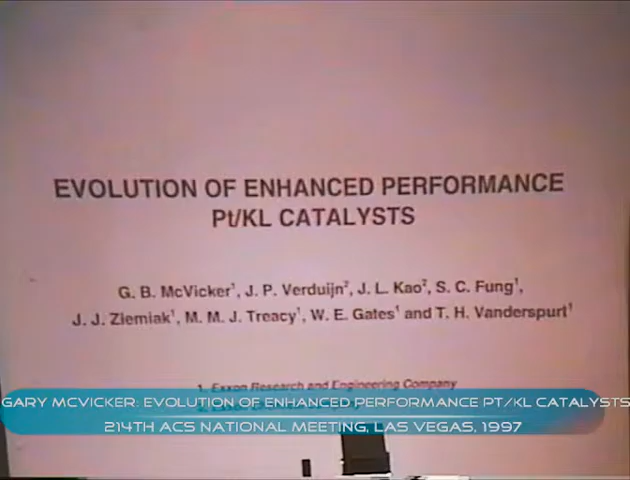 EVOLUTION OF ENHANCED PERFORMANCE
Pt/KL CATALYSTS
G. B. McVicker¹, J. P. Verduijn², J. L. Kao², S. C. Fung¹,
J. J. Ziemiak¹, M. M. J. Treacy¹, W. E. Gates¹ and T. H. Vanderspurt¹
1. Exxon Research and Engineering Company
GARY MCVICKER: EVOLUTION OF ENHANCED PERFORMANCE PT/KL CATALYSTS
214TH ACS NATIONAL MEETING, LAS VEGAS, 1997